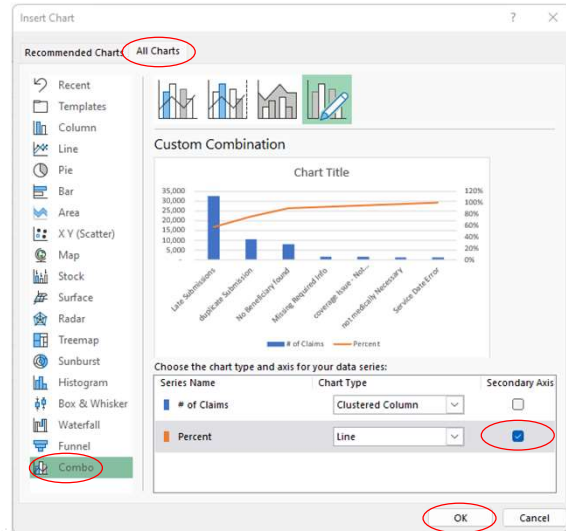 Insert Chart ? ×
Recommended Charts All Charts
Recent
Templates
Column
Line
Pie
Bar
Area
X Y (Scatter)
Map
Stock
Surface
Radar
Treemap
Sunburst
Histogram
Box & Whisker
Waterfall
Funnel
Combo
Custom Combination
Chart Title
35,000
30,000
25,000
20,000
15,000
10,000
5,000
-
120%
100%
80%
60%
40%
20%
0%
Late Submissions
duplicate Submission
No Beneficiary found
Missing Required Info
coverage Issue - Not...
not medically Necessary
Service Date Error
# of Claims Percent
Choose the chart type and axis for your data series:
Series Name Chart Type Secondary Axis
# of Claims Clustered Column
Percent Line
OK Cancel